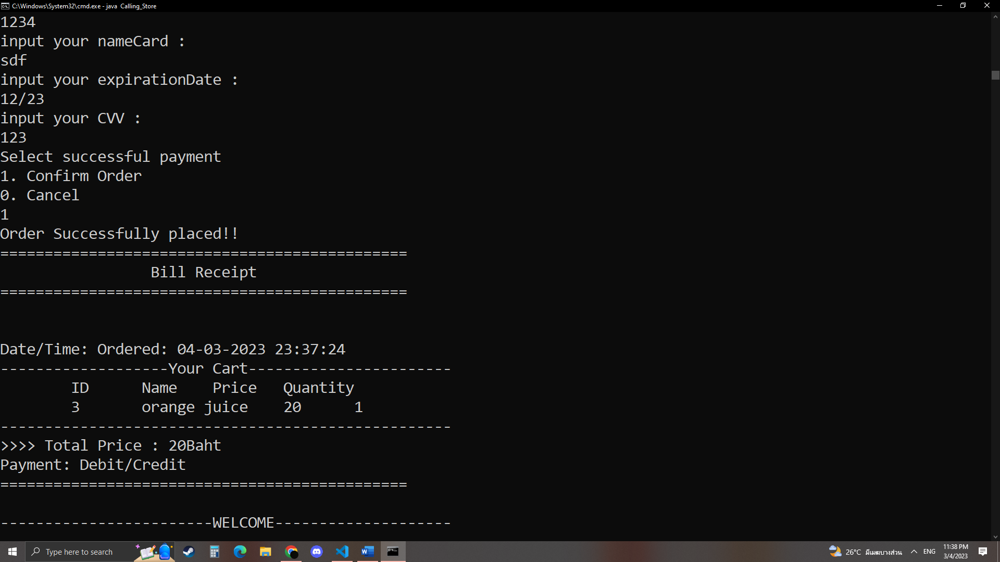 C:\Windows\System32\cmd.exe - java  Calling_Store
1234
input your nameCard :
sdf
input your expirationDate :
12/23
input your CVV :
123
Select successful payment
1. Confirm Order
0. Cancel
1
Order Successfully placed!!
==============================================
Bill Receipt
==============================================
Date/Time: Ordered: 04-03-2023 23:37:24
-------------------Your Cart-----------------------
ID Name Price Quantity
3 orange juice 20 1
---------------------------------------------------
>>>> Total Price : 20Baht
Payment: Debit/Credit
==============================================
------------------------WELCOME--------------------
Type here to search
26°C มีเมฆบางส่วน
ENG
11:38 PM
3/4/2023